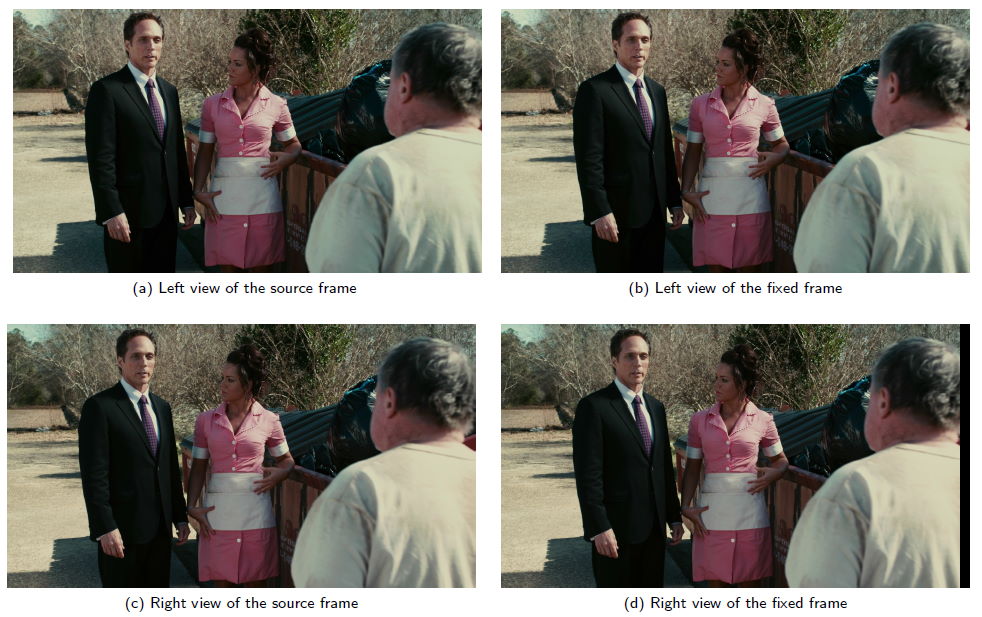 (a) Left view of the source frame
(b) Left view of the fixed frame
(c) Right view of the source frame
(d) Right view of the fixed frame